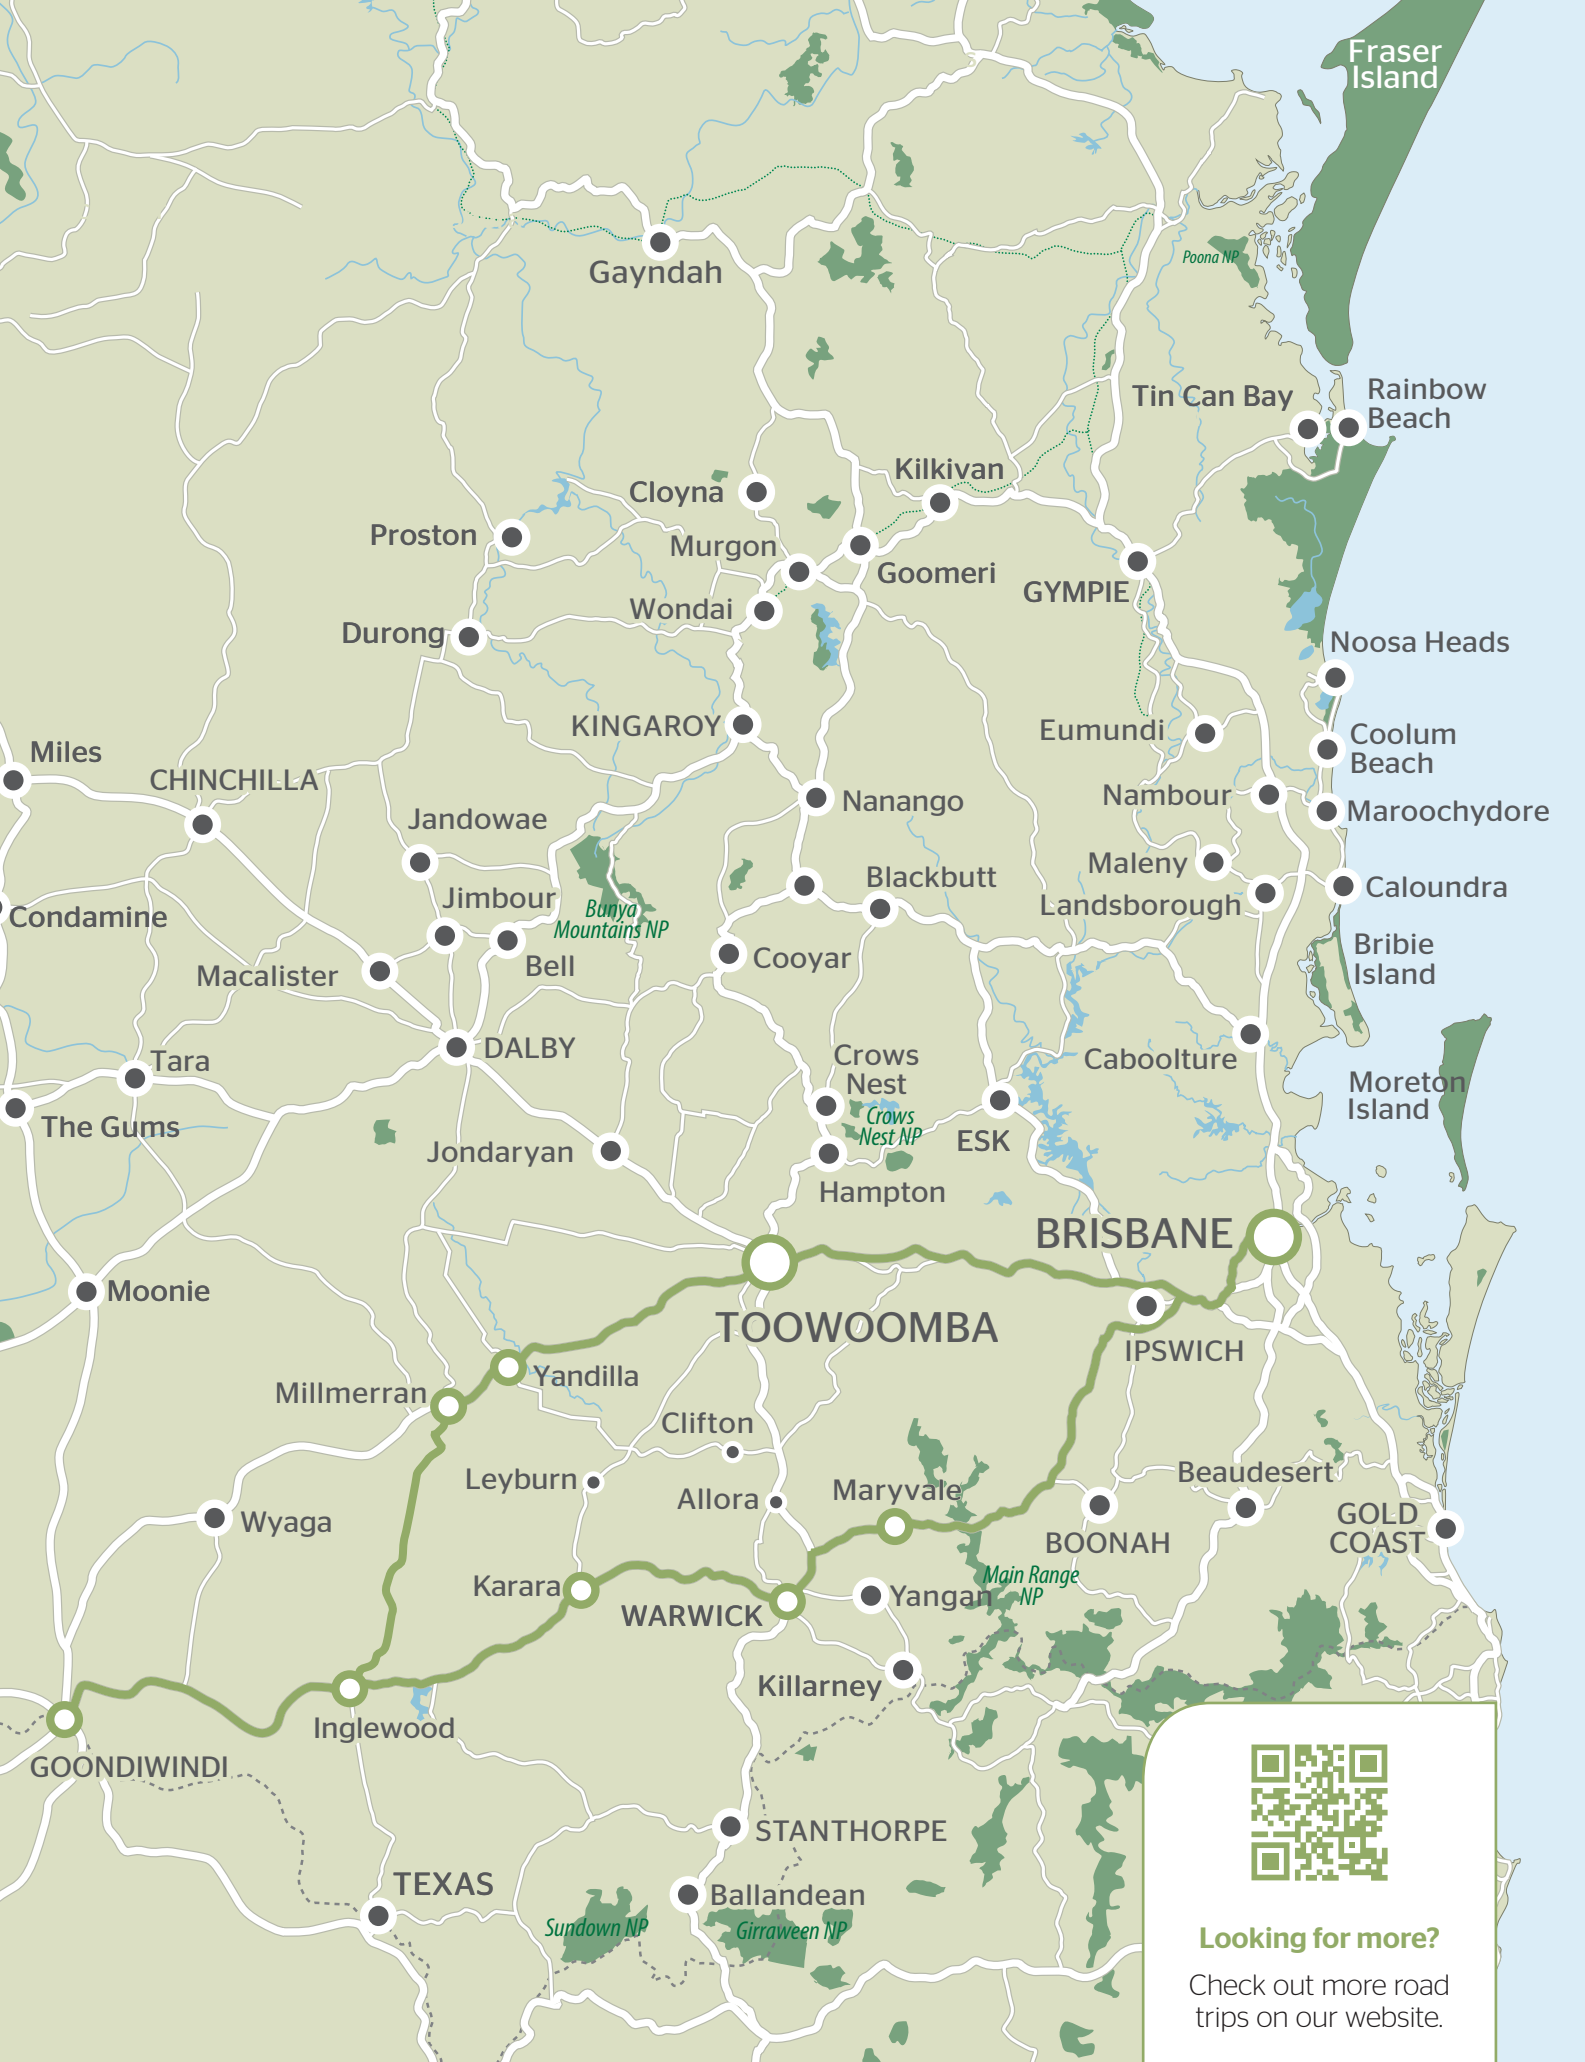 Fraser
Island
Poona NP
Gayndah
Tin Can Bay
Rainbow
Beach
Kilkivan
Cloyna
Proston
Murgon
Goomeri
GYMPIE
Wondai
Durong
Noosa Heads
KINGAROY
Eumundi
Coolum
Beach
Miles
CHINCHILLA
Nanango
Nambour
Maroochydore
Jandowae
Maleny
Blackbutt
Caloundra
Jimbour
Landsborough
Condamine
Bunya
Mountains NP
Bribie
Island
Cooyar
Bell
Macalister
DALBY
Tara
Crows
Nest
Caboolture
Moreton
Island
The Gums
Crows
Nest NP
ESK
Jondaryan
Hampton
BRISBANE
Moonie
TOOWOOMBA
IPSWICH
Yandilla
Millmerran
Clifton
Leyburn
Allora
Maryvale
Beaudesert
Wyaga
BOONAH
GOLD
COAST
Main Range
NP
Karara
Yangan
WARWICK
Killarney
Inglewood
GOONDIWINDI
STANTHORPE
TEXAS
Ballandean
Sundown NP
Girraween NP
Looking for more?
Check out more road
trips on our website.